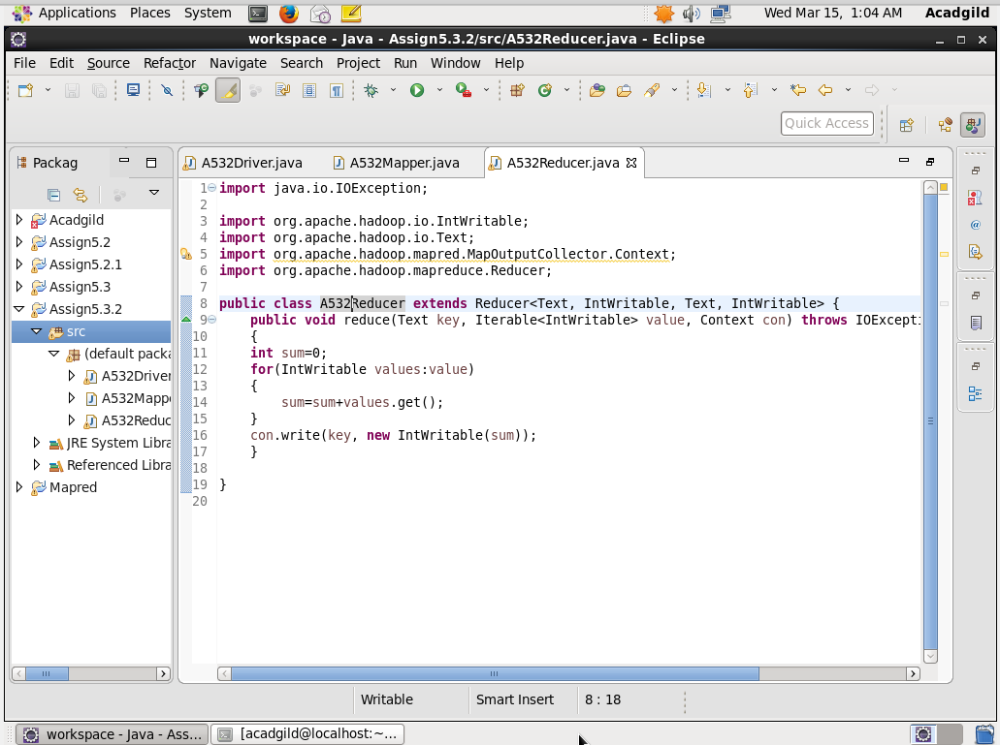 Applications Places System Wed Mar 15, 1:04 AM Acadgild
workspace - Java - Assign5.3.2/src/A532Reducer.java - Eclipse
File Edit Source Refactor Navigate Search Project Run Window Help
Quick Access
Packag
Acadgild
Assign5.2
Assign5.2.1
Assign5.3
Assign5.3.2
src
(default packa
A532Driver
A532Mappe
A532Reduc
JRE System Libra
Referenced Libra
Mapred
A532Driver.java A532Mapper.java A532Reducer.java
1 import java.io.IOException;
2
3 import org.apache.hadoop.io.IntWritable;
4 import org.apache.hadoop.io.Text;
5 import org.apache.hadoop.mapred.MapOutputCollector.Context;
6 import org.apache.hadoop.mapreduce.Reducer;
7
8 public class A532Reducer extends Reducer<Text, IntWritable, Text, IntWritable> {
9 public void reduce(Text key, Iterable<IntWritable> value, Context con) throws IOExcepti
10 {
11 int sum=0;
12 for(IntWritable values:value)
13 {
14 sum=sum+values.get();
15 }
16 con.write(key, new IntWritable(sum));
17 }
18
19 }
20
Writable Smart Insert 8 : 18
workspace - Java - Ass... [acadgild@localhost:~...